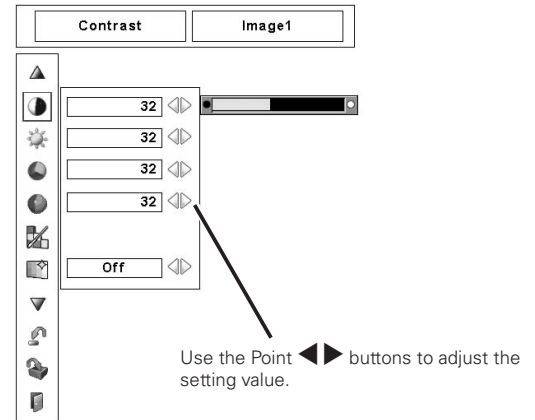 Contrast Image1
32
32
32
32
Off
Use the Point ◀▶ buttons to adjust the
setting value.